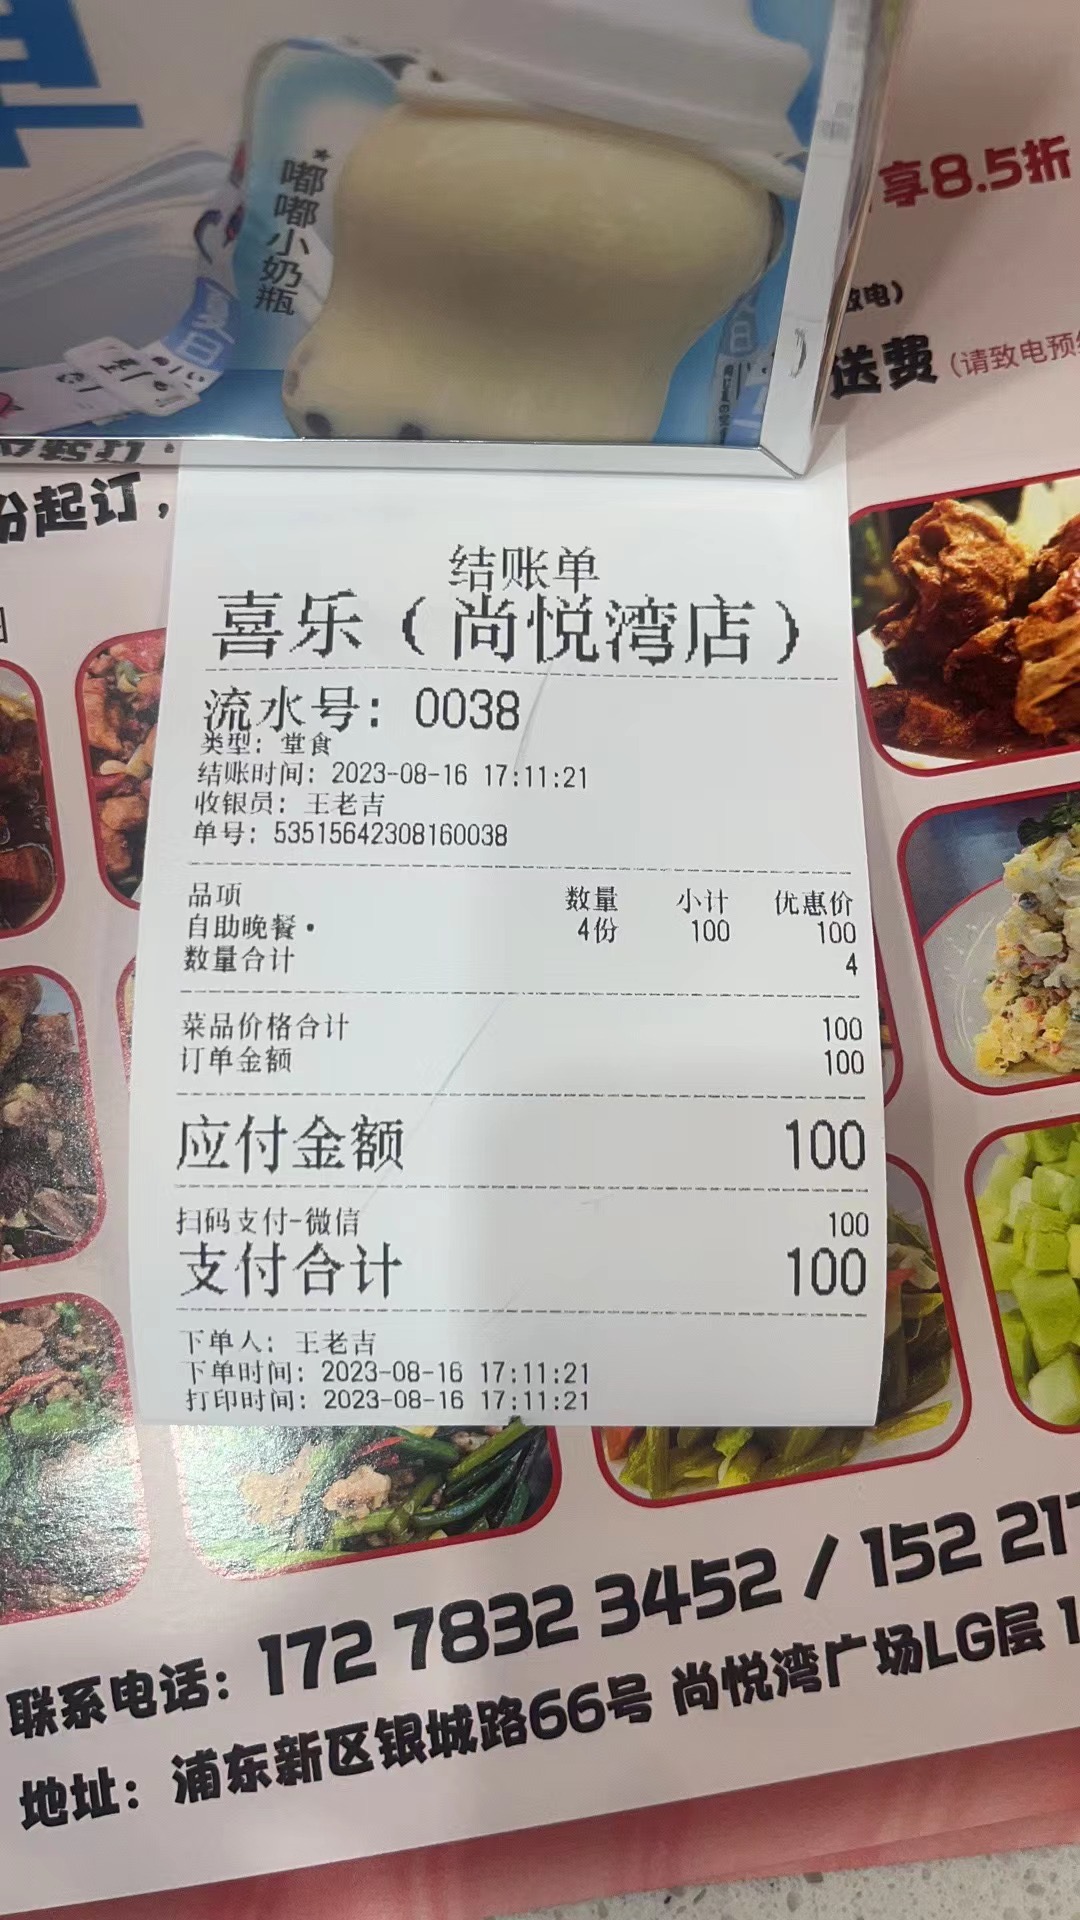 单
嘟嘟小奶瓶
夏日
享8.5折
致电）
送费（请致电预
份起订，
结账单
喜乐（尚悦湾店）
流水号：0038
类型：堂食
结账时间：2023-08-16 17:11:21
收银员：王老吉
单号：53515642308160038
品项 数量 小计 优惠价
自助晚餐· 4份 100 100
数量合计 4
菜品价格合计 100
订单金额 100
应付金额 100
扫码支付-微信 100
支付合计 100
下单人：王老吉
下单时间：2023-08-16 17:11:21
打印时间：2023-08-16 17:11:21
联系电话：172 7832 3452 / 152 217
地址：浦东新区银城路66号 尚悦湾广场LG层 1